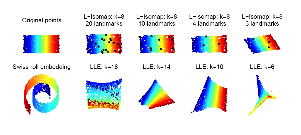 Original points
L-Isomap: k=8
20 landmarks
L-Isomap: k=8
10 landmarks
L-Isomap: k=8
4 landmarks
L-Isomap: k=8
3 landmarks
Swiss roll embedding
LLE: k=18
LLE: k=14
LLE: k=10
LLE: k=6